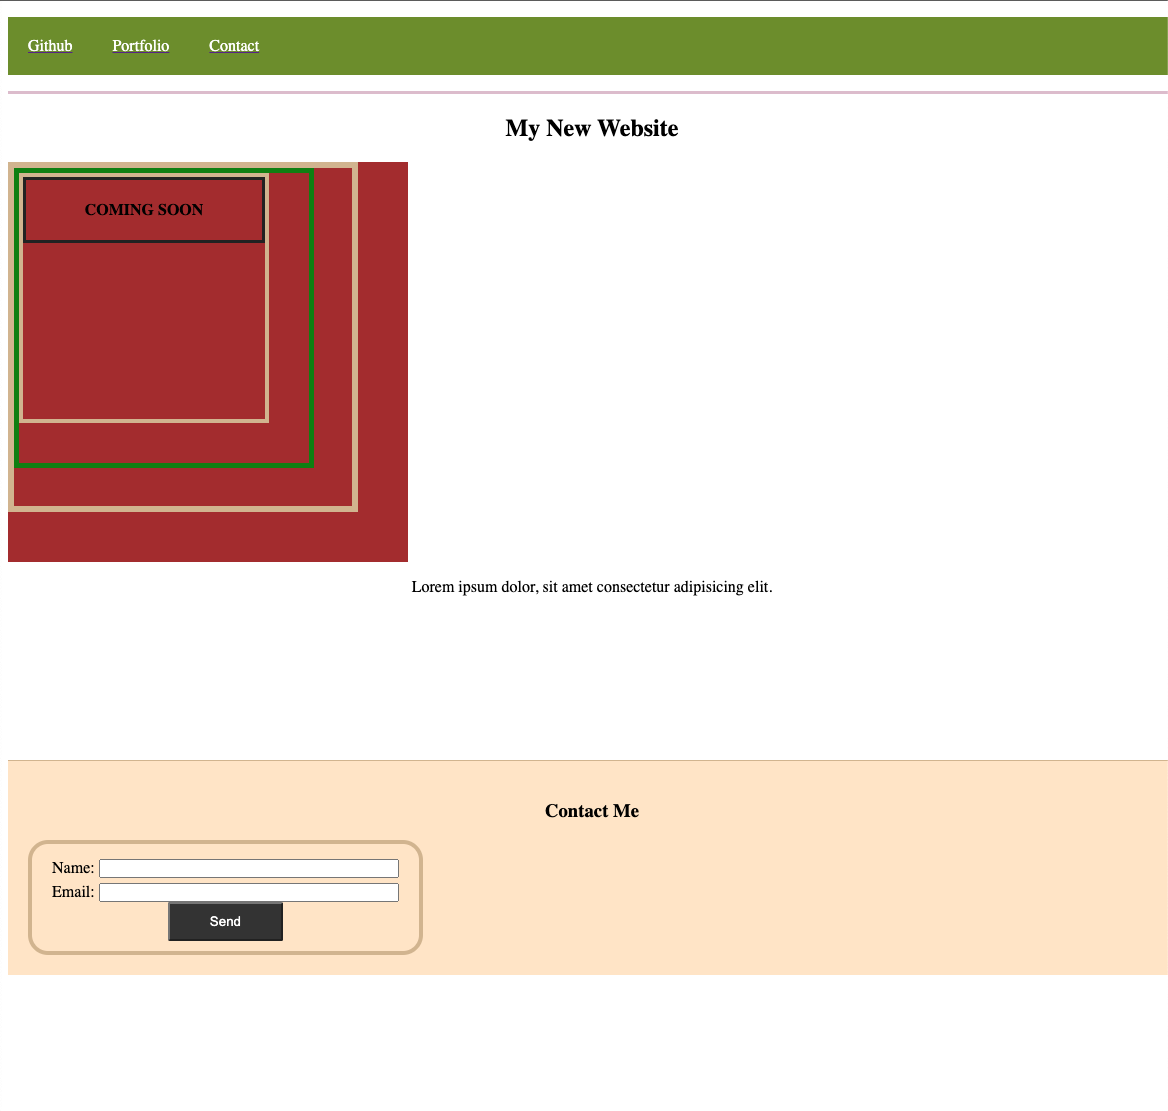 Github Portfolio Contact
My New Website
COMING SOON
Lorem ipsum dolor, sit amet consectetur adipisicing elit.
Contact Me
Name:
Email:
Send